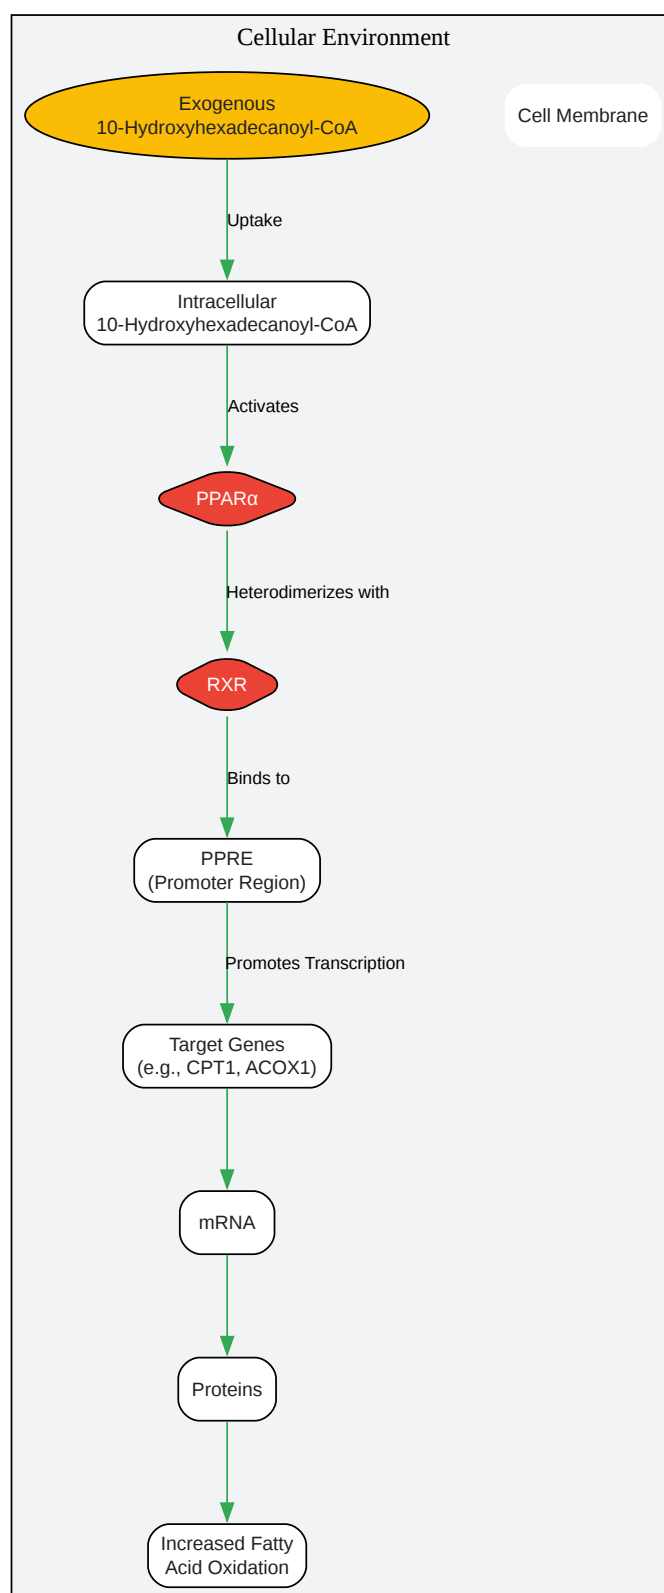 Cellular Environment
Exogenous
10-Hydroxyhexadecanoyl-CoA
Cell Membrane
Uptake
Intracellular
10-Hydroxyhexadecanoyl-CoA
Activates
PPARα
Heterodimerizes with
RXR
Binds to
PPRE
(Promoter Region)
Promotes Transcription
Target Genes
(e.g., CPT1, ACOX1)
mRNA
Proteins
Increased Fatty
Acid Oxidation